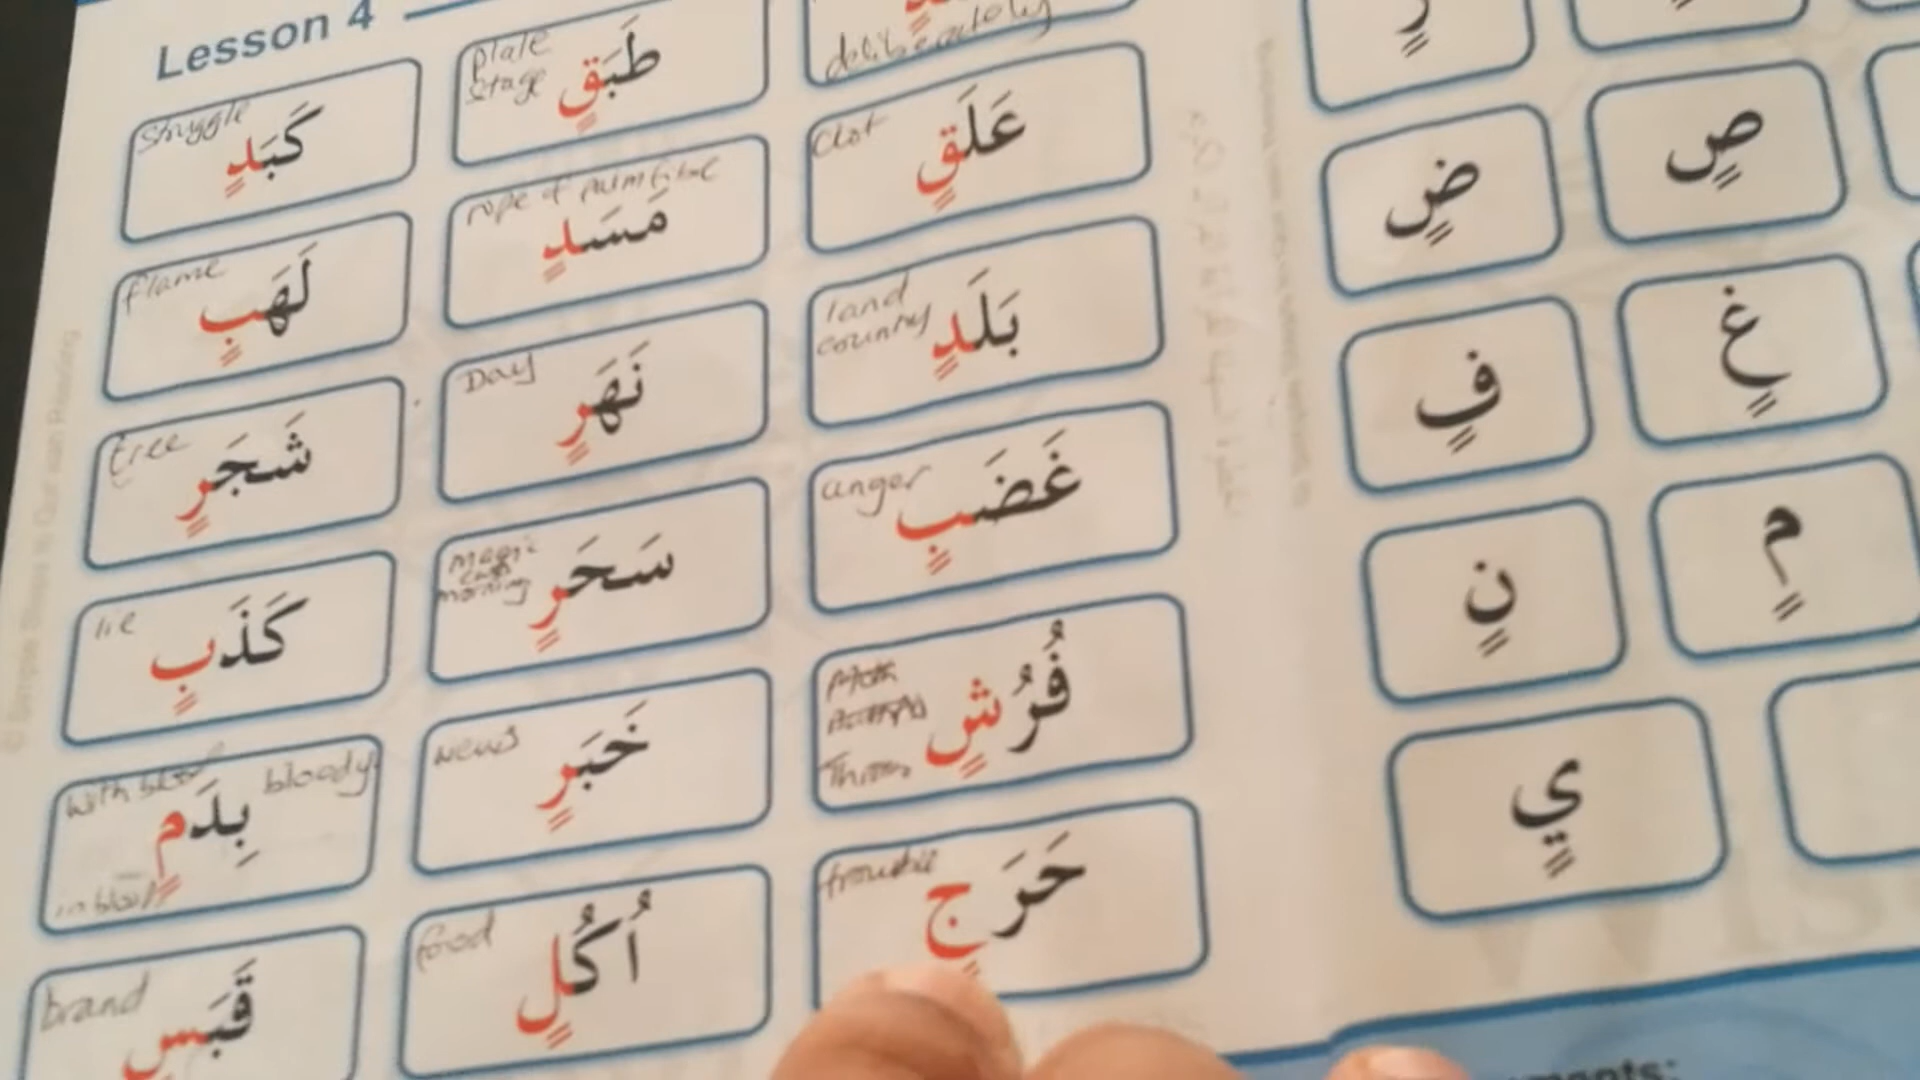 Lesson 4
deliberately
plate
stage
طَبَقٍ
Struggle
كَبَدٍ
Clot
عَلَقٍ
rope of palm fibre
مَسَدٍ
flame
لَهَبٍ
land
country
بَلَدٍ
Day
نَهَرٍ
tree
شَجَرٍ
anger
غَضَبٍ
magic
morning
سَحَرٍ
lie
كَذَبٍ
فُرُشٍ
news
خَبَرٍ
with blood
bloody
بِدَمٍ
in blood
trouble
حَرَجٍ
food
اُكُلٍ
brand
قَبَسٍ
رٍ
صٍ
ضٍ
غٍ
فٍ
مٍ
نٍ
يٍ